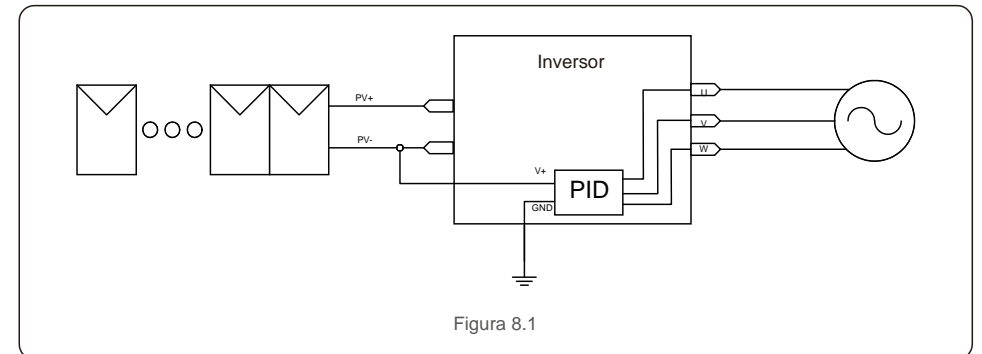 Inversor
PV+
PV-
U
V
W
V+
PID
GND
Figura 8.1